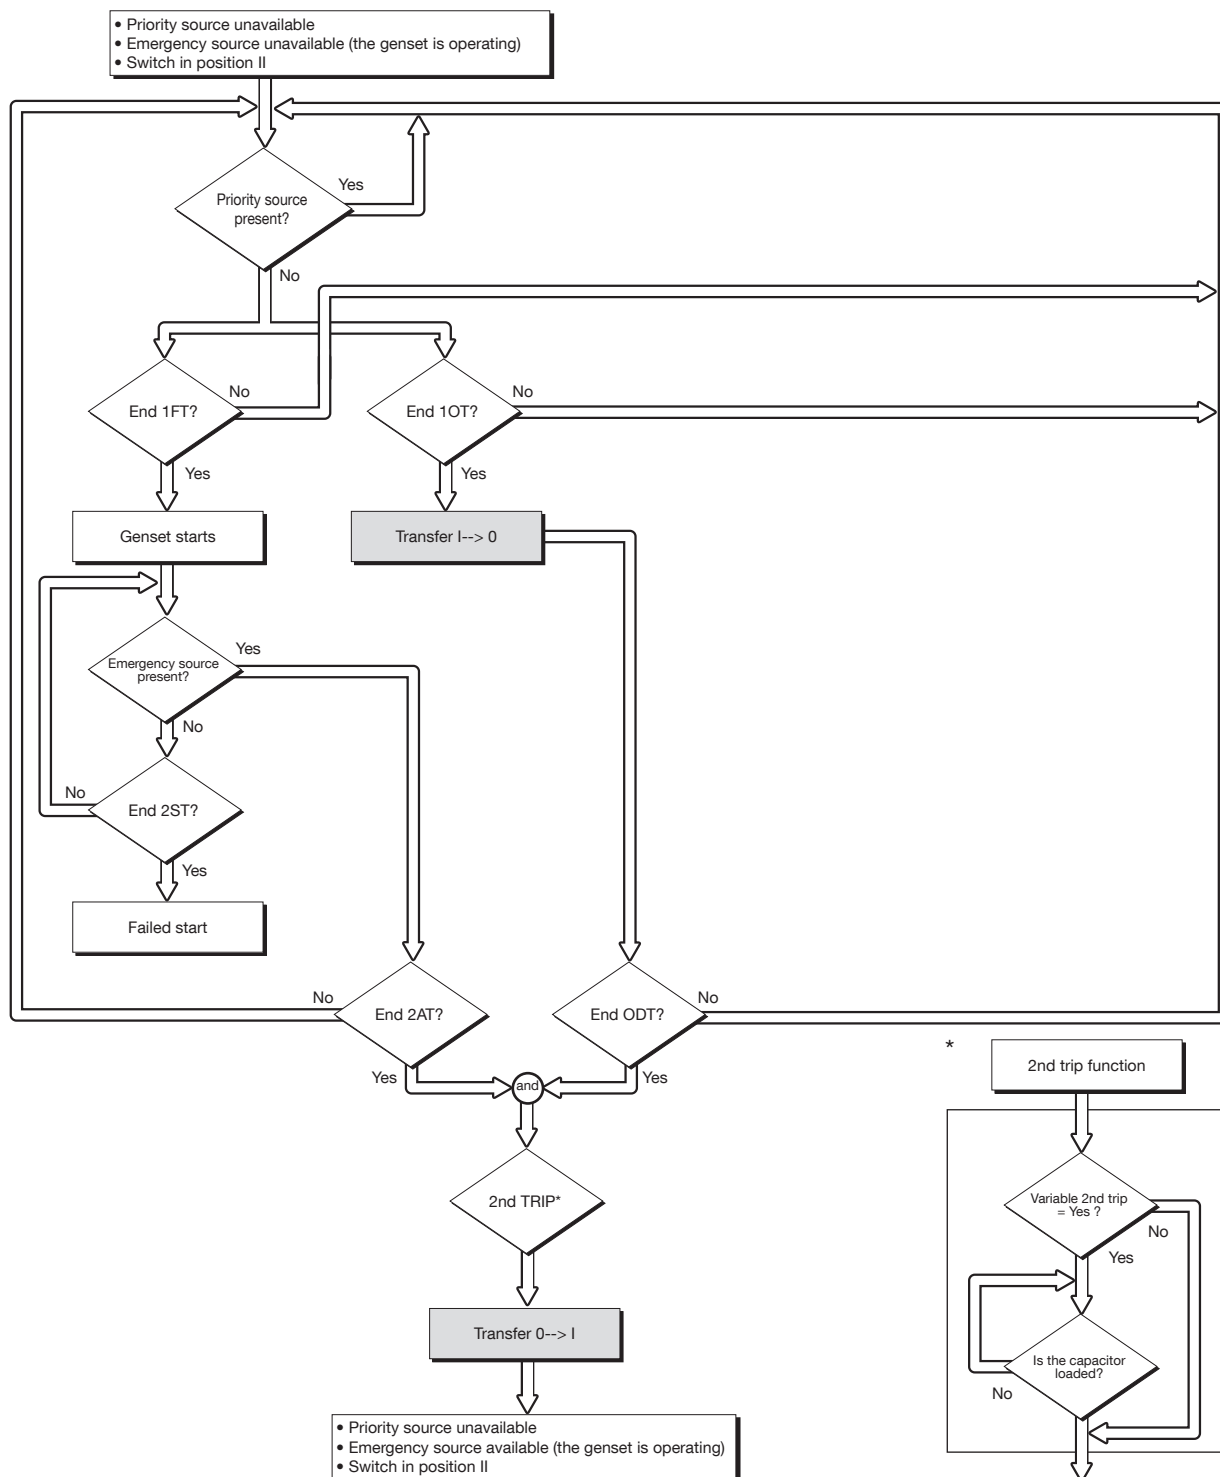 • Priority source unavailable
• Emergency source unavailable (the genset is operating)
• Switch in position II
Priority source
present?
Yes
No
End 1FT?
No
Yes
End 1OT?
No
Yes
Genset starts
Transfer I--> 0
Emergency source
present?
Yes
No
End 2ST?
No
Yes
Failed start
End 2AT?
No
Yes
End ODT?
No
Yes
and
2nd TRIP*
Transfer 0--> I
• Priority source unavailable
• Emergency source available (the genset is operating)
• Switch in position II
*
2nd trip function
Variable 2nd trip
= Yes ?
No
Yes
Is the capacitor
loaded?
No